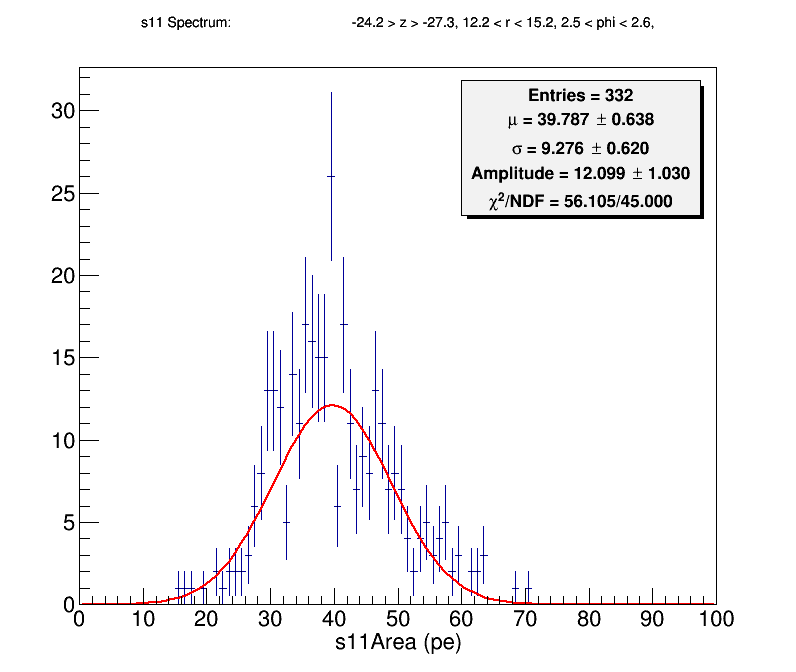 s11 Spectrum: -24.2 > z > -27.3, 12.2 < r < 15.2, 2.5 < phi < 2.6,
Entries = 332
μ = 39.787 ± 0.638
σ = 9.276 ± 0.620
Amplitude = 12.099 ± 1.030
χ²/NDF = 56.105/45.000
30
25
20
15
10
5
0
0 10 20 30 40 50 60 70 80 90 100
s11Area (pe)